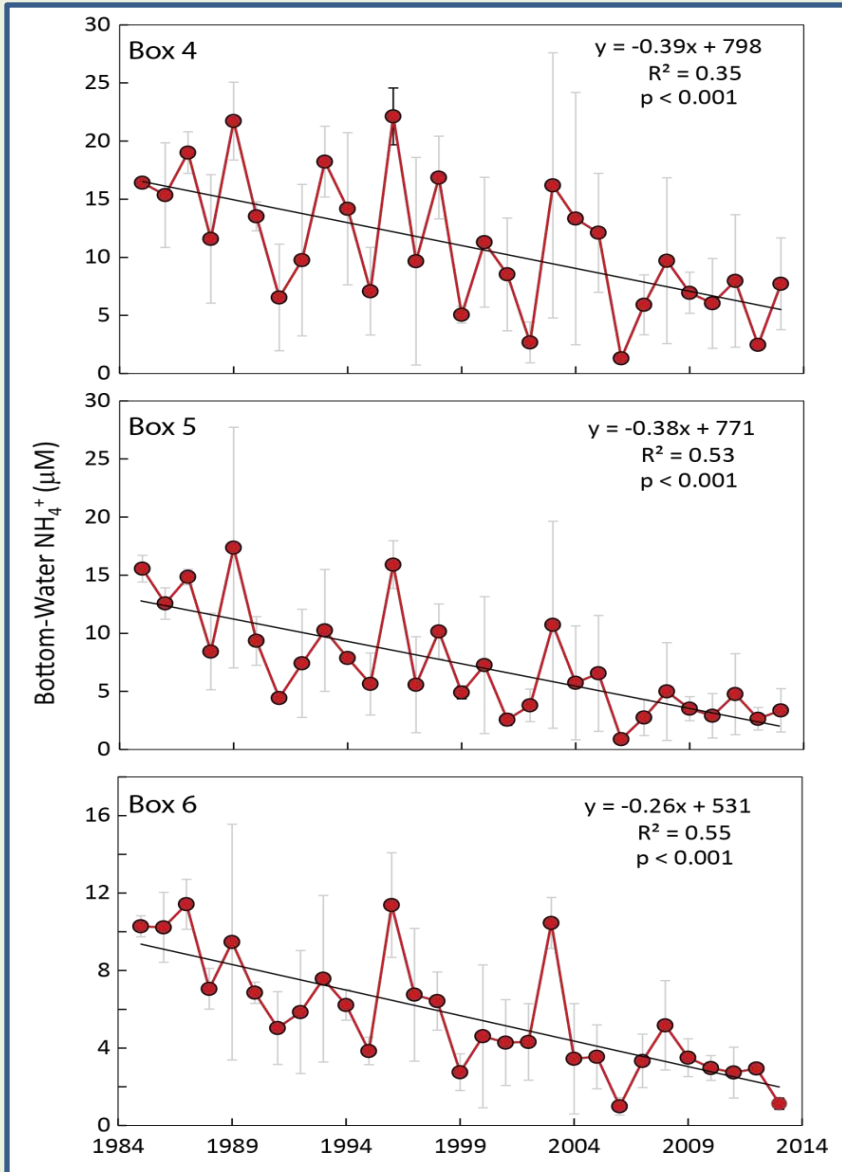 Bottom-Water NH₄⁺ (μM)
Box 4
y = -0.39x + 798
R² = 0.35
p < 0.001
30
25
20
15
10
5
0
Box 5
y = -0.38x + 771
R² = 0.53
p < 0.001
30
25
20
15
10
5
0
Box 6
y = -0.26x + 531
R² = 0.55
p < 0.001
16
12
8
4
0
1984 1989 1994 1999 2004 2009 2014